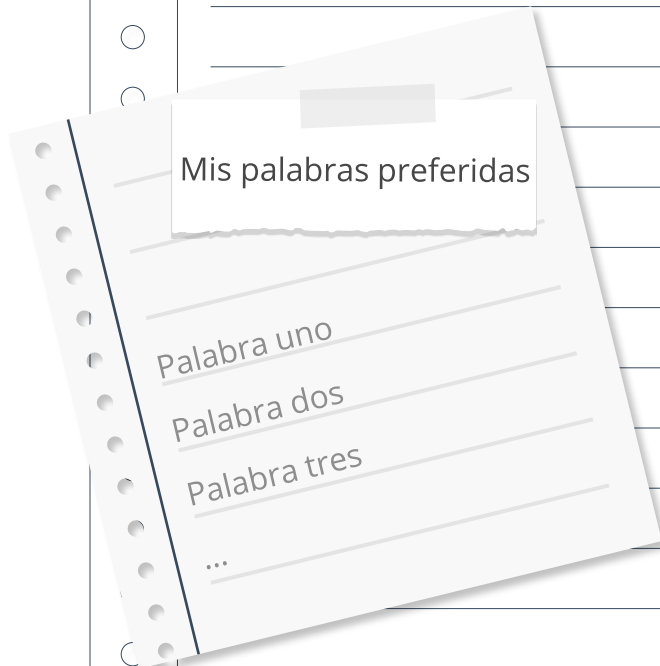 Mis palabras preferidas
Palabra uno
Palabra dos
Palabra tres
...